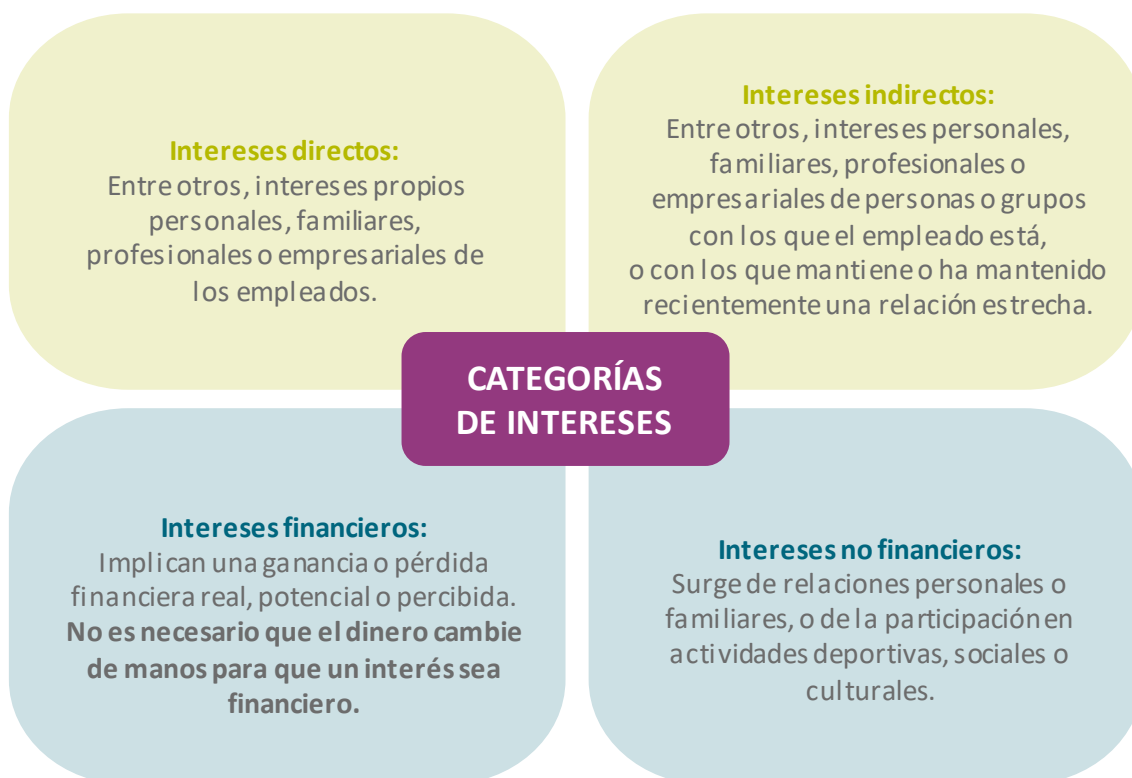 Intereses directos:
Entre otros, intereses propios
personales, familiares,
profesionales o empresariales de
los empleados.
Intereses indirectos:
Entre otros, intereses personales,
familiares, profesionales o
empresariales de personas o grupos
con los que el empleado está,
o con los que mantiene o ha mantenido
recientemente una relación estrecha.
CATEGORÍAS
DE INTERESES
Intereses financieros:
Implican una ganancia o pérdida
financiera real, potencial o percibida.
No es necesario que el dinero cambie
de manos para que un interés sea
financiero.
Intereses no financieros:
Surge de relaciones personales o
familiares, o de la participación en
actividades deportivas, sociales o
culturales.